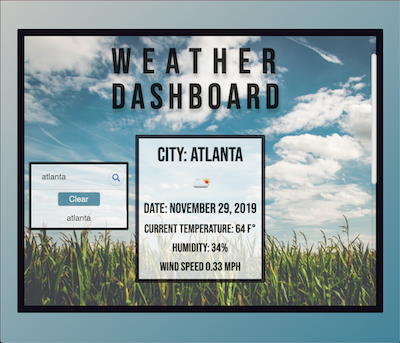 WEATHER
DASHBOARD
atlanta
Clear
atlanta
CITY: ATLANTA
DATE: NOVEMBER 29, 2019
CURRENT TEMPERATURE: 64 F°
HUMIDITY: 34%
WIND SPEED 0.33 MPH